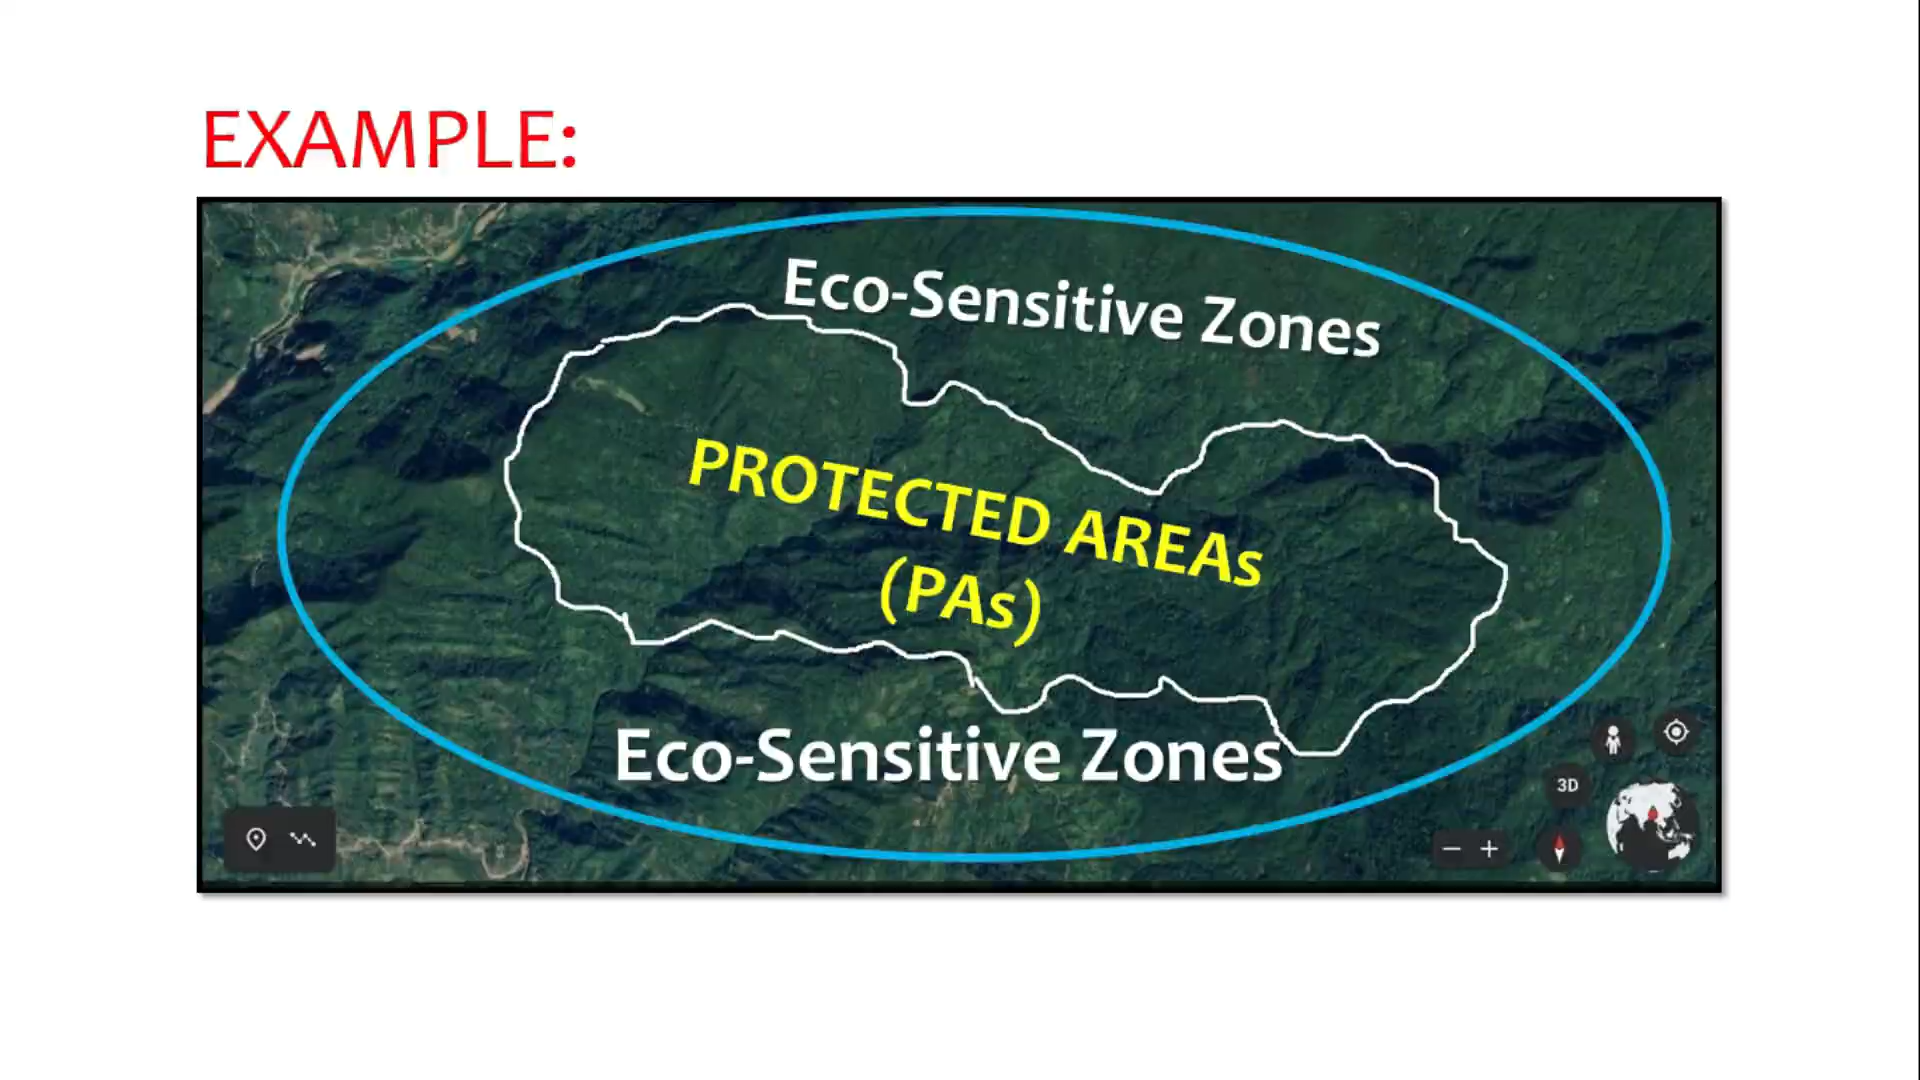 EXAMPLE:
Eco-Sensitive Zones
PROTECTED AREAs
(PAs)
Eco-Sensitive Zones
3D